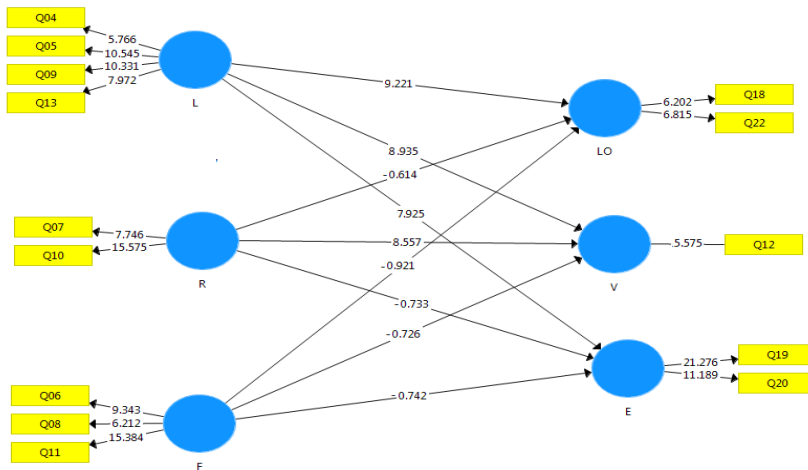 Q04
5.766
Q05
10.545
Q09
10.331
Q13
7.972
L
9.221
8.935
7.925
LO
6.202
Q18
6.815
Q22
-0.614
Q07
7.746
Q10
15.575
R
8.557
-0.733
-0.921
-0.726
V
5.575
Q12
Q06
9.343
Q08
6.212
Q11
15.384
F
-0.742
E
21.276
Q19
11.189
Q20